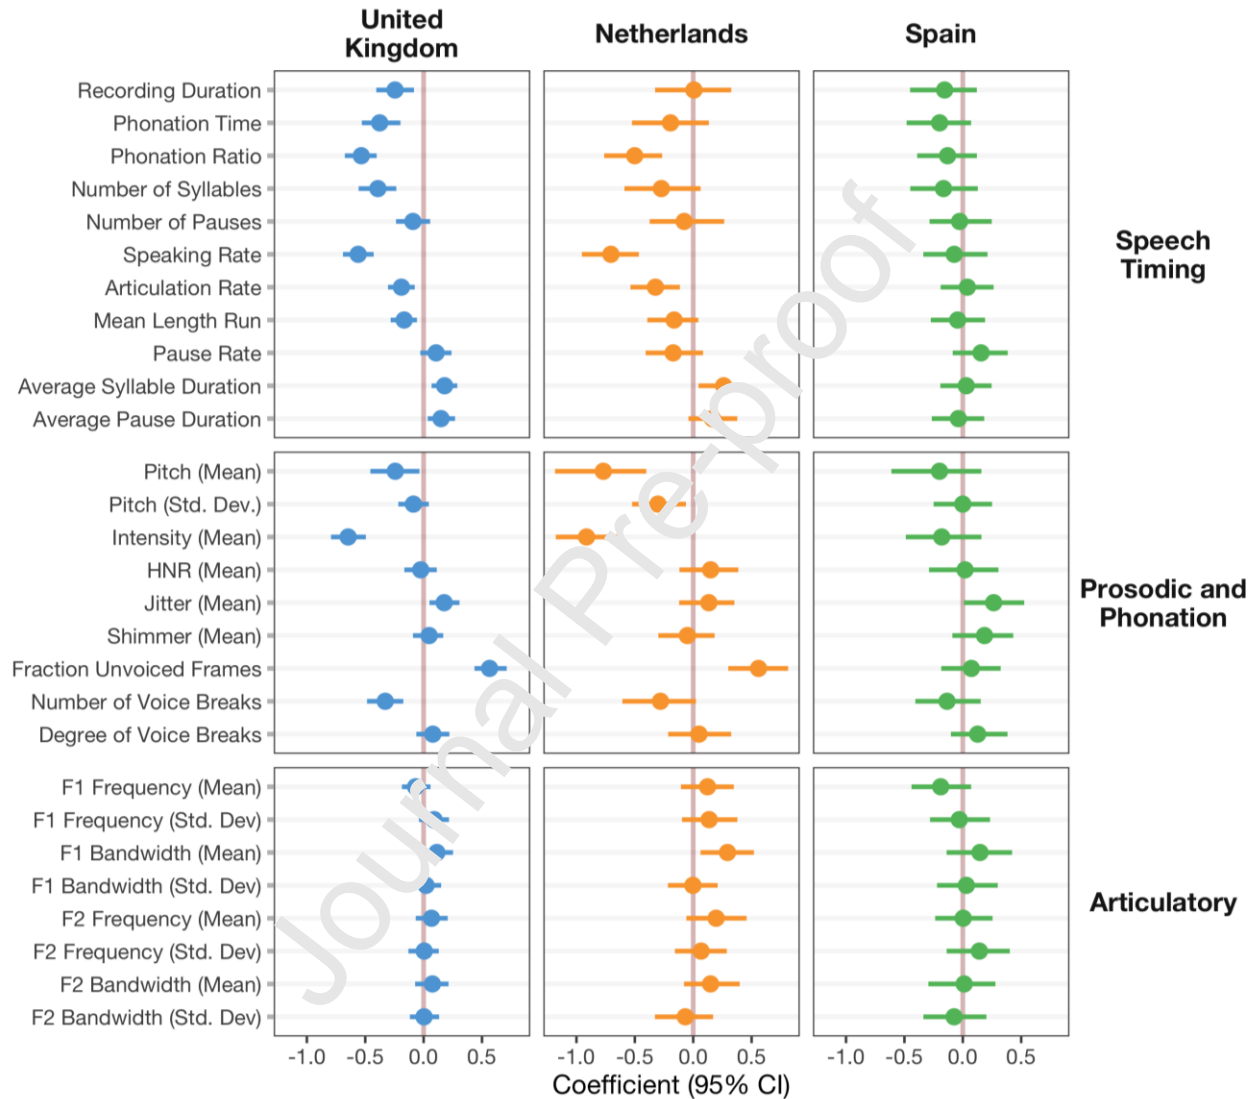 United
Kingdom
Netherlands
Spain
Recording Duration
Phonation Time
Phonation Ratio
Number of Syllables
Number of Pauses
Speaking Rate
Articulation Rate
Mean Length Run
Pause Rate
Average Syllable Duration
Average Pause Duration
Speech
Timing
Pitch (Mean)
Pitch (Std. Dev.)
Intensity (Mean)
HNR (Mean)
Jitter (Mean)
Shimmer (Mean)
Fraction Unvoiced Frames
Number of Voice Breaks
Degree of Voice Breaks
Prosodic and
Phonation
F1 Frequency (Mean)
F1 Frequency (Std. Dev)
F1 Bandwidth (Mean)
F1 Bandwidth (Std. Dev)
F2 Frequency (Mean)
F2 Frequency (Std. Dev)
F2 Bandwidth (Mean)
F2 Bandwidth (Std. Dev)
Articulatory
-1.0 -0.5 0.0 0.5
-1.0 -0.5 0.0 0.5
-1.0 -0.5 0.0 0.5
Coefficient (95% CI)
Journal Pre-proof